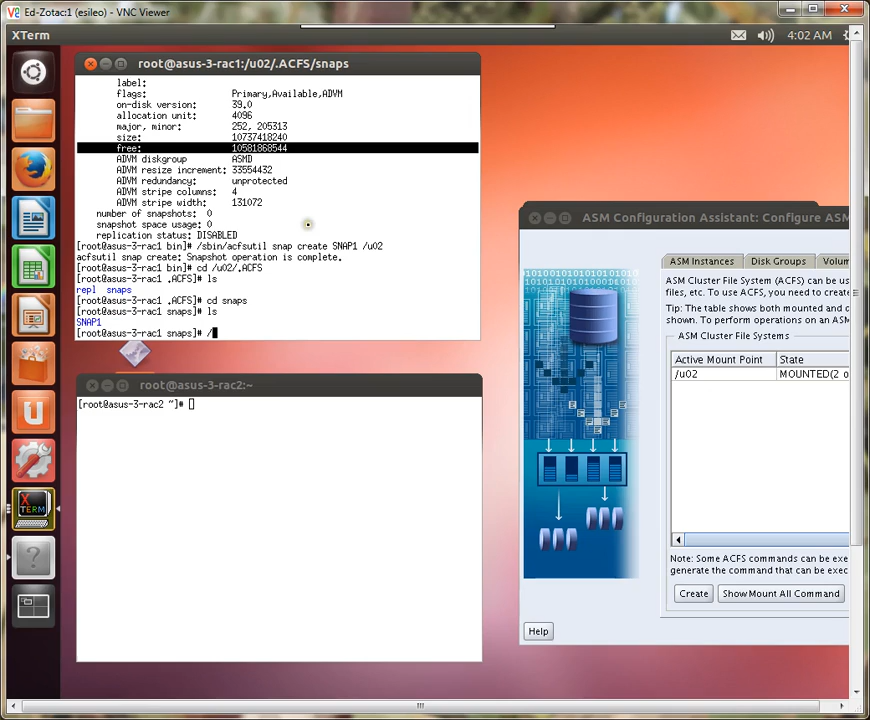 Ed-Zotac:1 (esileo) - VNC Viewer
XTerm
4:02 AM
root@asus-3-rac1:/u02/.ACFS/snaps
label:
flags: Primary,Available,ADVM
on-disk version: 39.0
allocation unit: 4096
major, minor: 252, 205313
size: 10737418240
free: 10581868544
ADVM diskgroup ASMD
ADVM resize increment: 33554432
ADVM redundancy: unprotected
ADVM stripe columns: 4
ADVM stripe width: 131072
number of snapshots: 0
snapshot space usage: 0
replication status: DISABLED
[root@asus-3-rac1 bin]# /sbin/acfsutil snap create SNAP1 /u02
acfsutil snap create: Snapshot operation is complete.
[root@asus-3-rac1 bin]# cd /u02/.ACFS
[root@asus-3-rac1 .ACFS]# ls
repl snaps
[root@asus-3-rac1 .ACFS]# cd snaps
[root@asus-3-rac1 snaps]# ls
SNAP1
[root@asus-3-rac1 snaps]# /
root@asus-3-rac2:~
[root@asus-3-rac2 ~]#
X TERM
ASM Configuration Assistant: Configure ASM
ASM Instances
Disk Groups
Volum
ASM Cluster File System (ACFS) can be us
files, etc. To use ACFS, you need to create
Tip: The table shows both mounted and d
shown. To perform operations on an ASM
ASM Cluster File Systems
Active Mount Point State
/u02 MOUNTED(2 o
Note: Some ACFS commands can be exe
generate the command that can be exec
Create
Show Mount All Command
Help